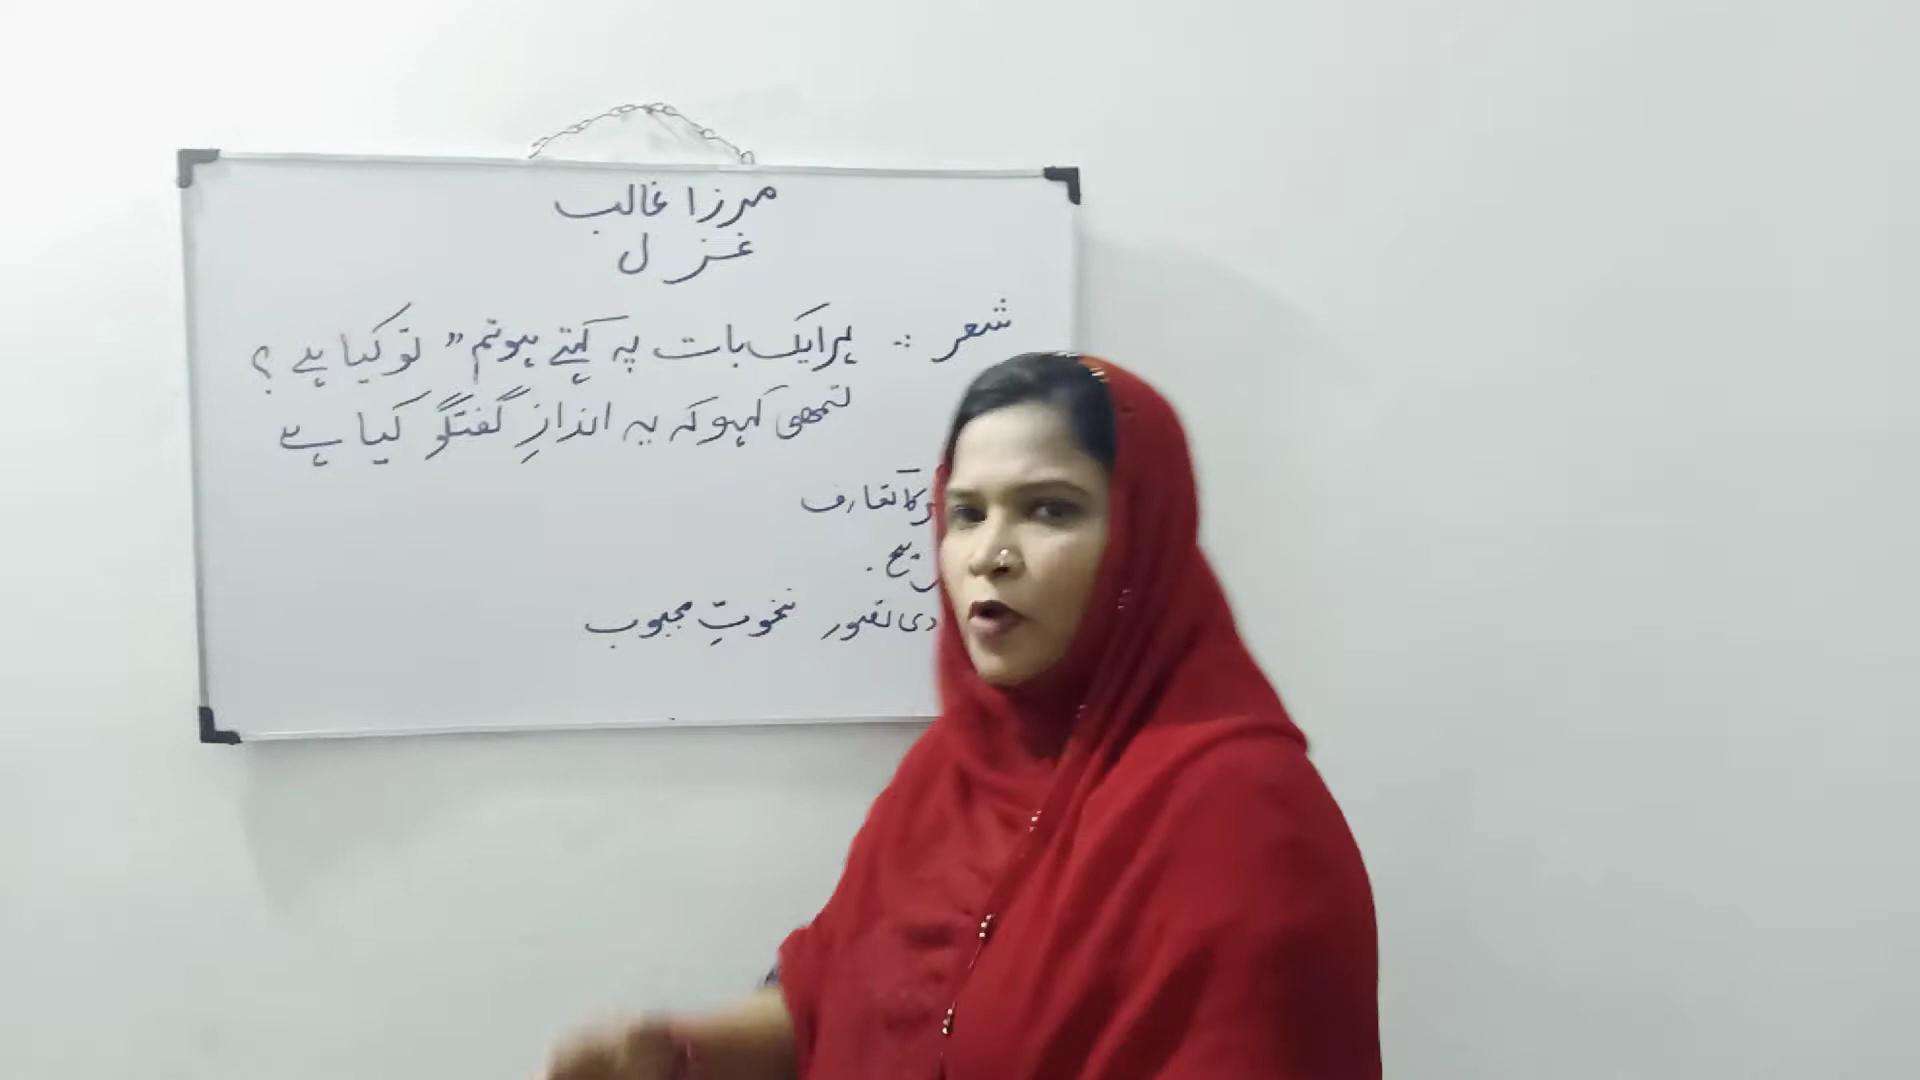 مرزا غالب
غزل
شعر :- ہر ایک بات پہ کہتے ہو تم " تو کیا ہے ؟
تمھی کہو کہ یہ اندازِ گفتگو کیا ہے
کا تعارف
تصور نخوتِ محبوب